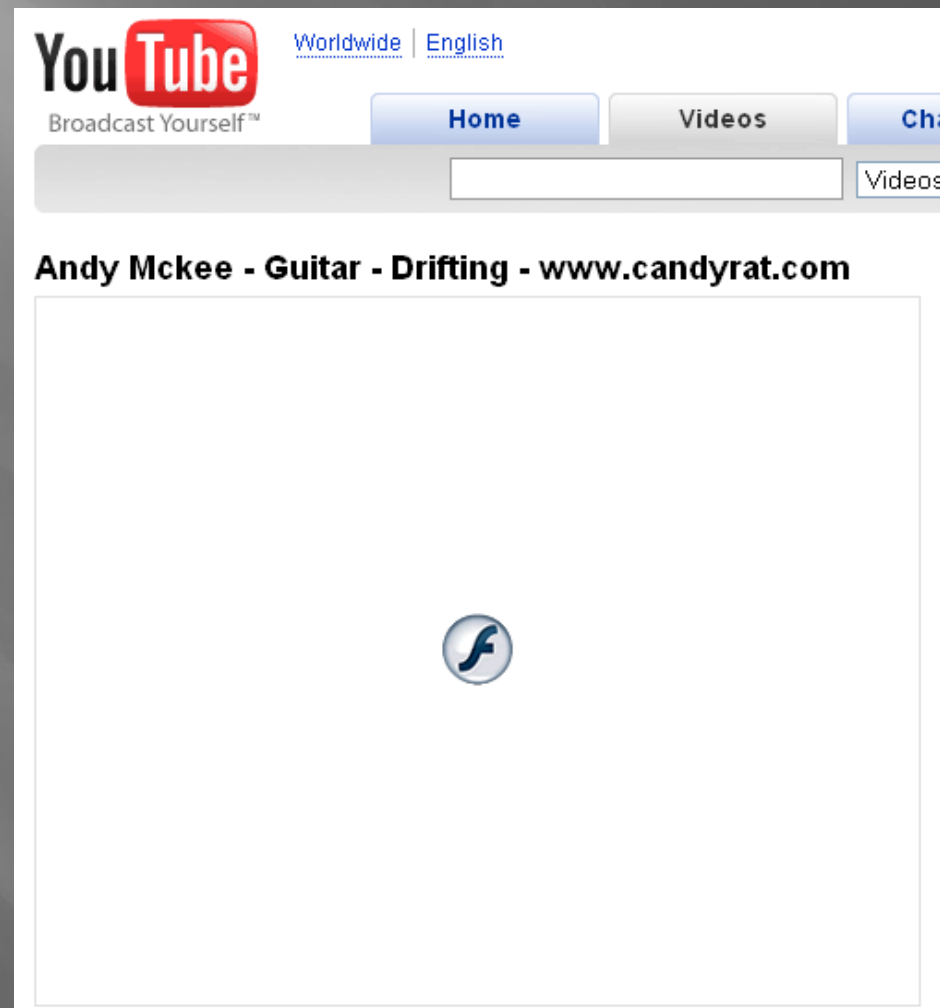 YouTube
Worldwide | English
Broadcast Yourself™
Home Videos
Videos
Andy Mckee - Guitar - Drifting - www.candyrat.com